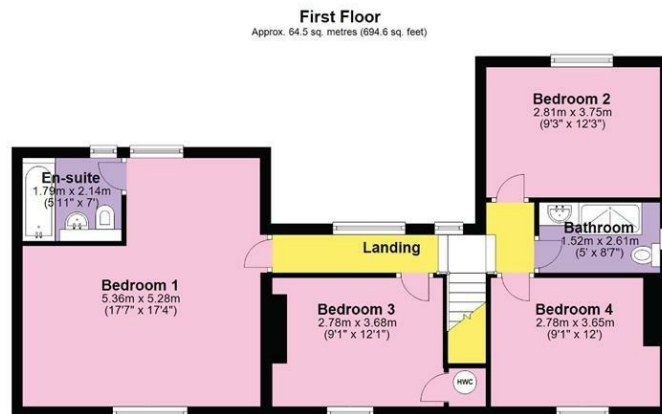 First Floor
Approx. 64.5 sq. metres (694.6 sq. feet)
Bedroom 2
2.81m x 3.75m
(9'3" x 12'3")
En-suite
1.79m x 2.14m
(5'11" x 7')
Bathroom
1.52m x 2.61m
(5' x 8'7")
Landing
Bedroom 1
5.36m x 5.28m
(17'7" x 17'4")
Bedroom 3
2.78m x 3.68m
(9'1" x 12'1")
Bedroom 4
2.78m x 3.65m
(9'1" x 12')
HWC